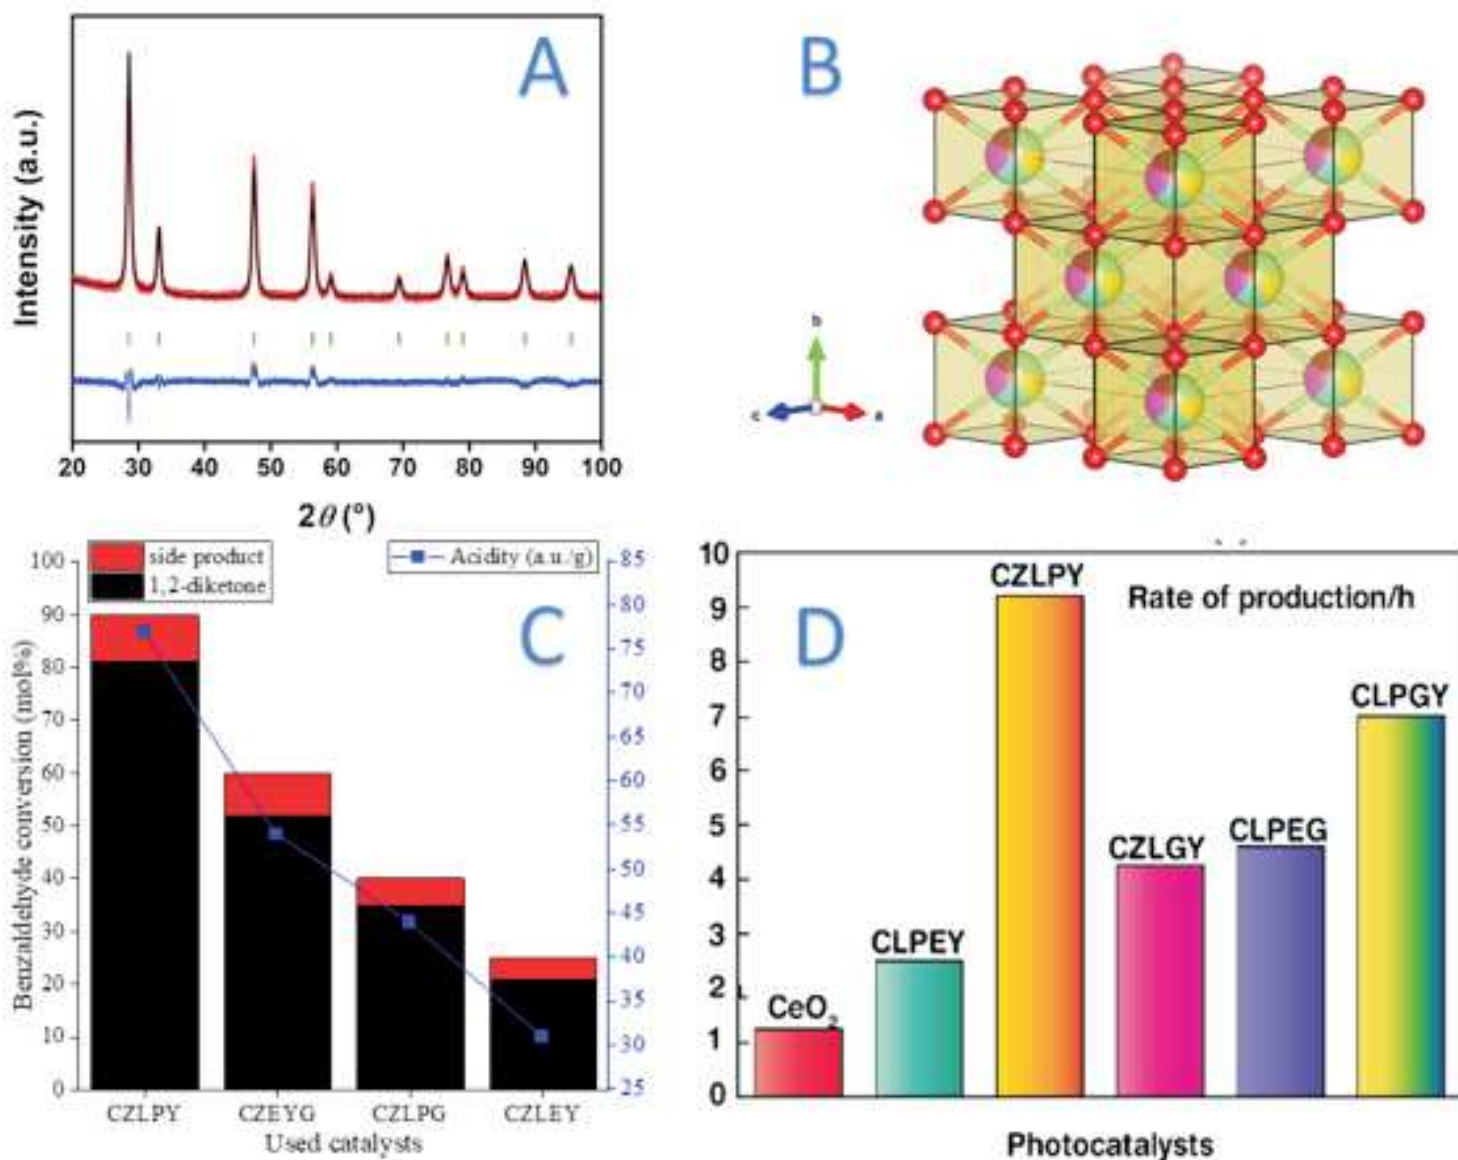 A
Intensity (a.u.)
20 30 40 50 60 70 80 90 100
2θ (°)
B
b
c
a
side product
1,2-diketone
Acidity (a.u./g)
C
Benzaldehyde conversion (mol%)
100
90
80
70
60
50
40
30
20
10
0
85
80
75
70
65
60
55
50
45
40
35
30
25
CZLPY CZEYG CZLPG CZLEY
Used catalysts
D
Rate of production/h
10
9
8
7
6
5
4
3
2
1
0
CeO₂
CLPEY
CZLPY
CZLGY
CLPEG
CLPGY
Photocatalysts